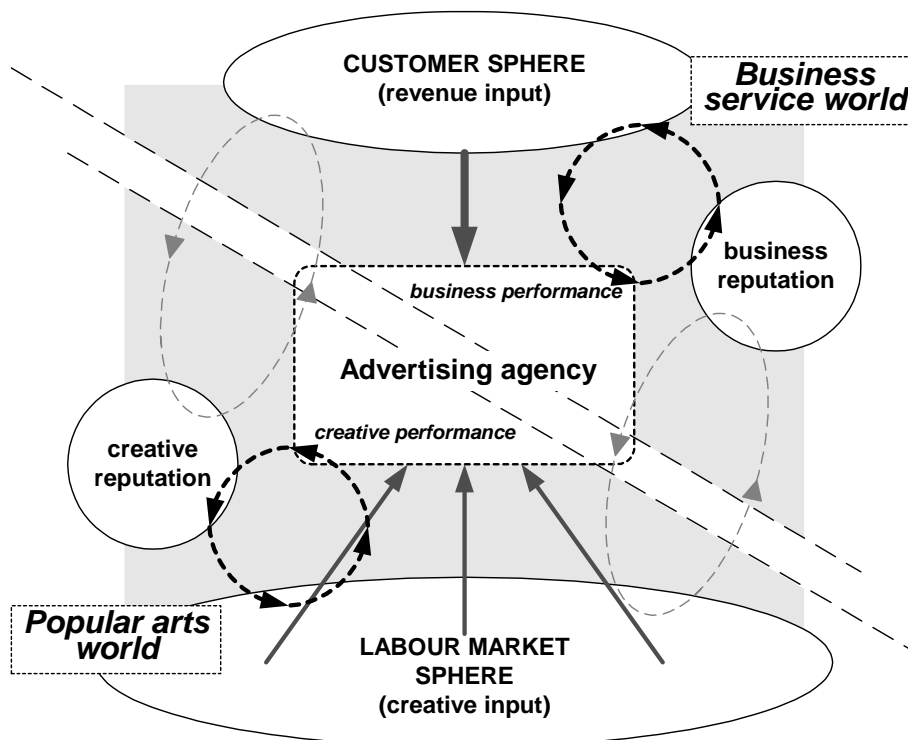 CUSTOMER SPHERE
(revenue input)
Business
service world
business
reputation
business performance
Advertising agency
creative performance
creative
reputation
Popular arts
world
LABOUR MARKET
SPHERE
(creative input)